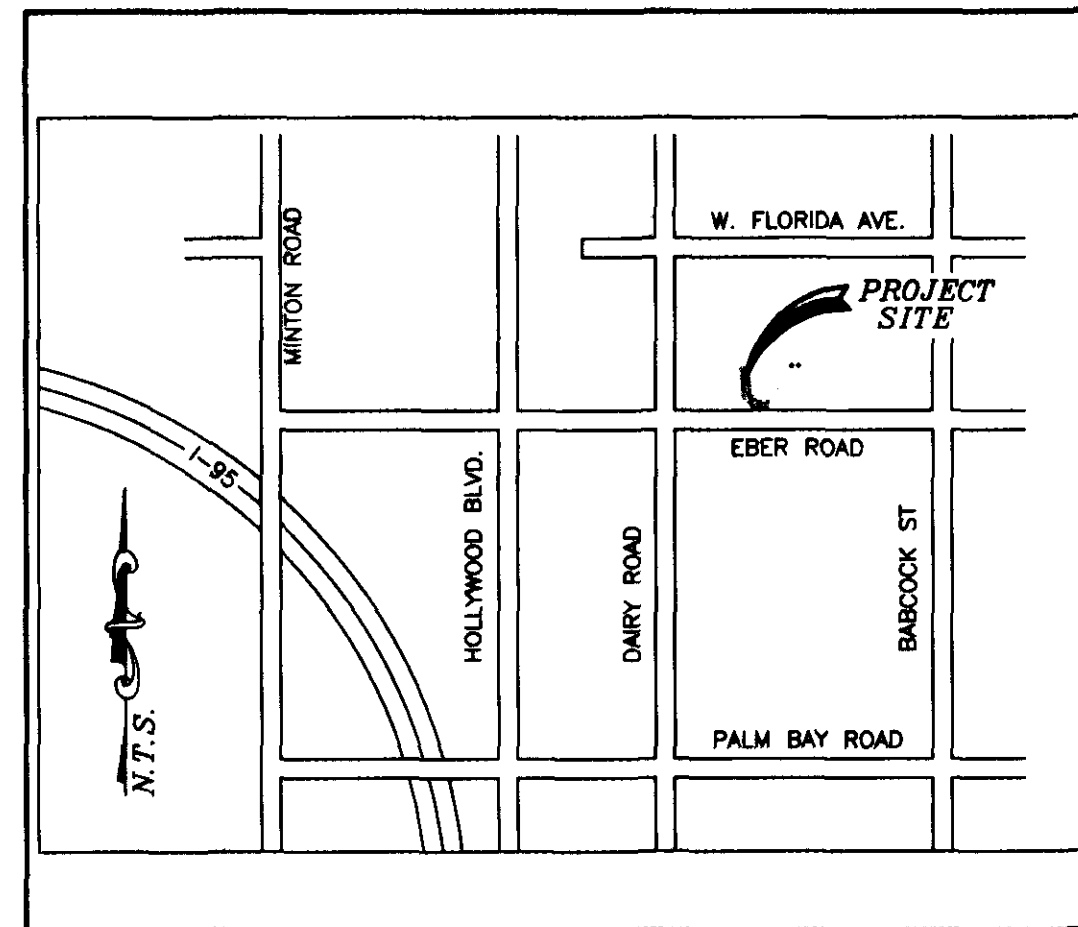 W. FLORIDA AVE.
MINTON ROAD
PROJECT
SITE
EBER ROAD
I-95
HOLLYWOOD BLVD.
DAIRY ROAD
BABCOCK ST
N.T.S.
PALM BAY ROAD